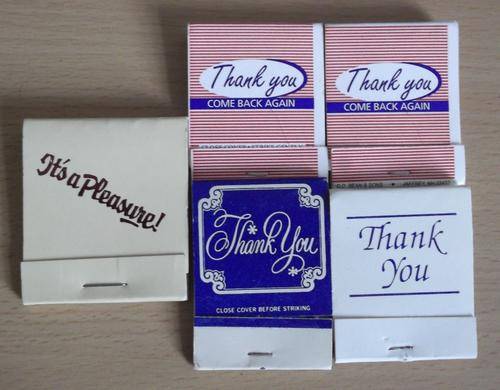 Thank you
COME BACK AGAIN
Thank you
COME BACK AGAIN
It's a Pleasure!
Thank You
CLOSE COVER BEFORE STRIKING
Thank
You